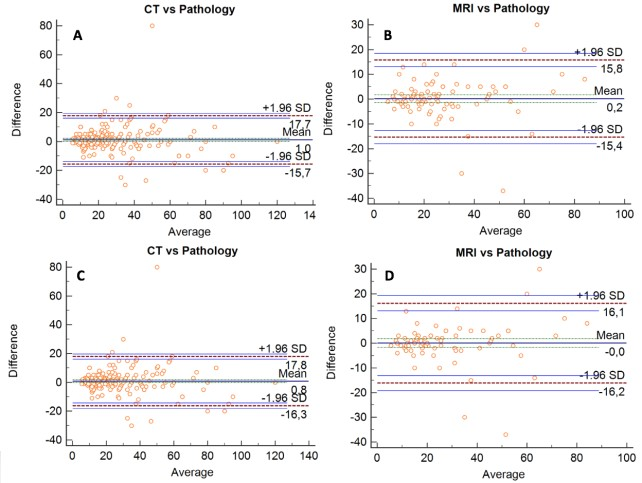 CT vs Pathology
A
Difference
80
60
40
20
0
-20
-40
+1.96 SD
17,7
Mean
1,0
-1.96 SD
-15,7
0 20 40 60 80 100 120 14
Average
MRI vs Pathology
B
Difference
30
20
10
0
-10
-20
-30
-40
+1.96 SD
15,8
Mean
0,2
-1.96 SD
-15,4
0 20 40 60 80 100
Average
CT vs Pathology
C
Difference
80
60
40
20
0
-20
-40
+1.96 SD
17,8
Mean
0,8
-1.96 SD
-16,3
0 20 40 60 80 100 120 140
Average
MRI vs Pathology
D
Difference
30
20
10
0
-10
-20
-30
-40
+1.96 SD
16,1
Mean
-0,0
-1.96 SD
-16,2
0 20 40 60 80 100
Average